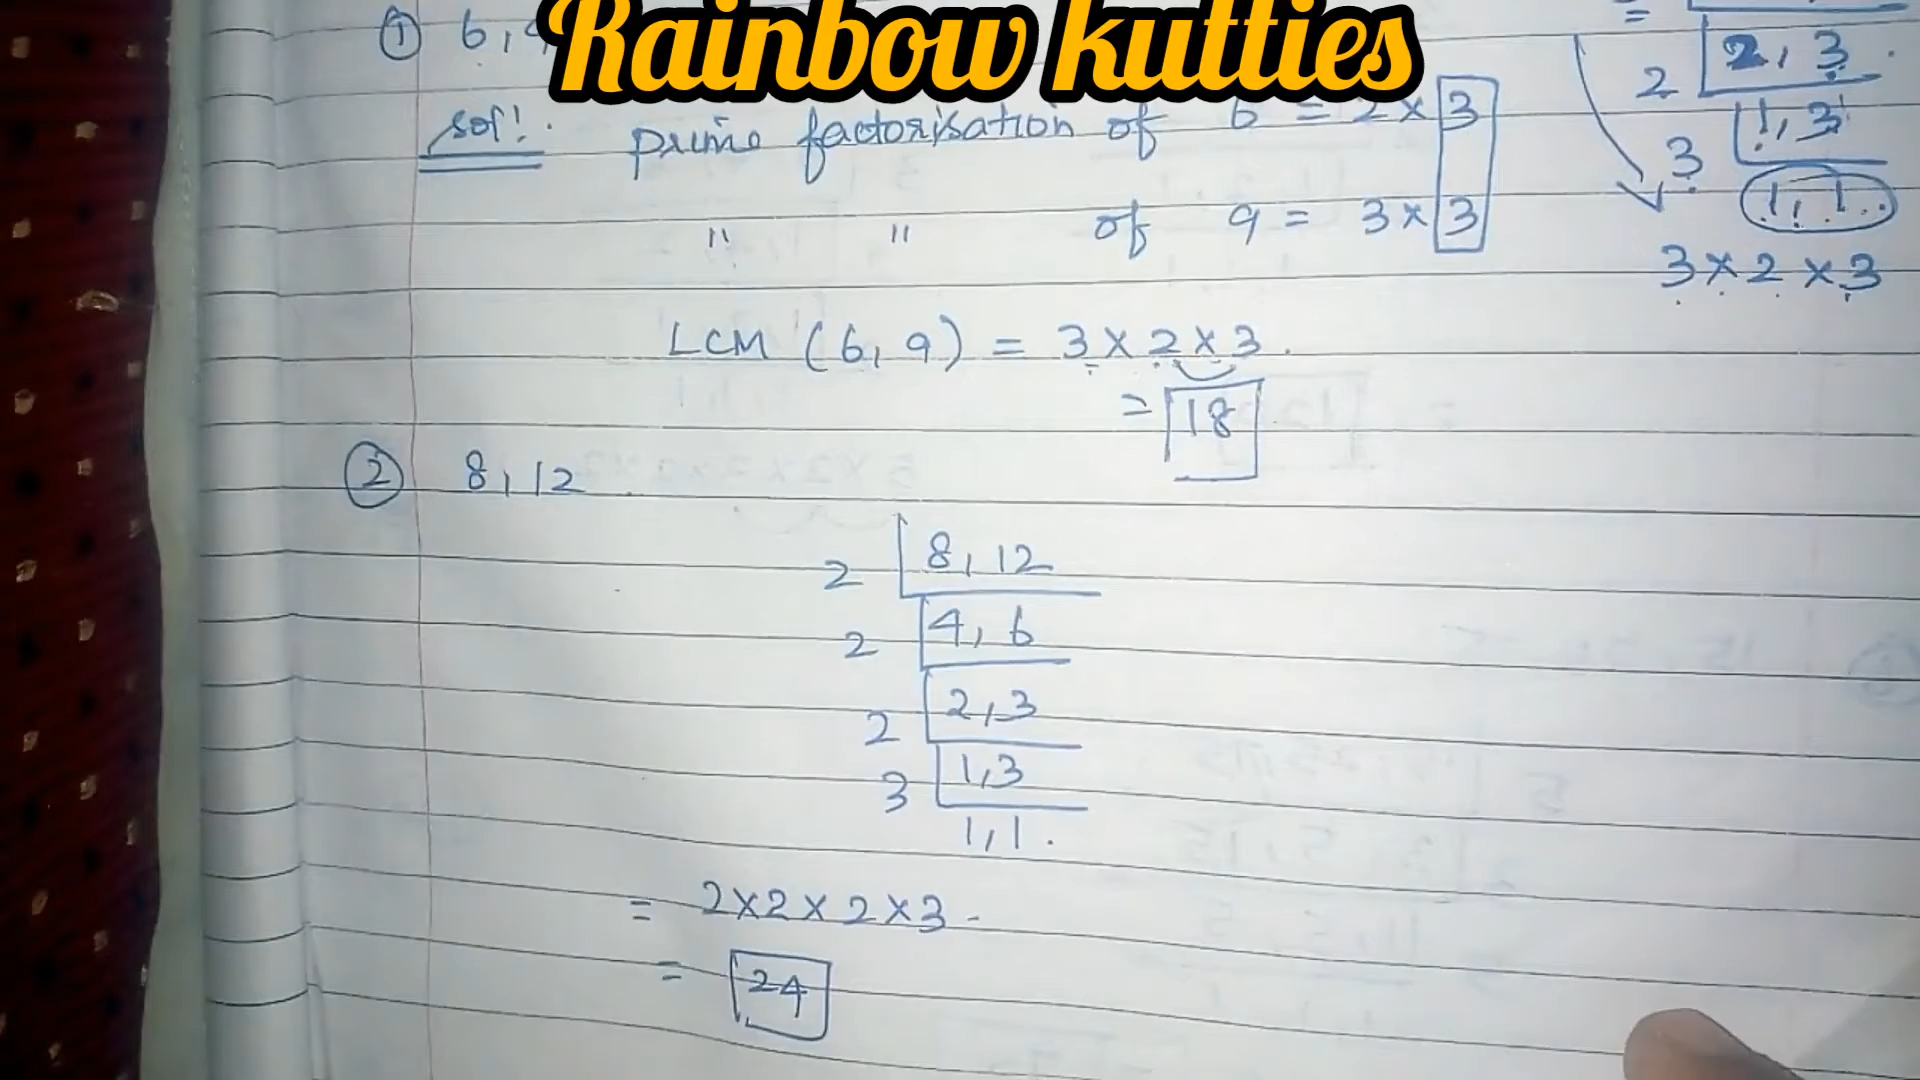 Rainbow kutties
① 6,
sol!. prime factorisation of 6 = 2 × 3
" " of 9 = 3 × 3
LCM (6, 9) = 3 × 2 × 3.
= 18
=
2 2, 3
3 1, 3
1, 1
3 × 2 × 3
② 8, 12.
2 8, 12
2 4, 6
2 2, 3
3 1, 3
1, 1.
= 2 × 2 × 2 × 3
= 24